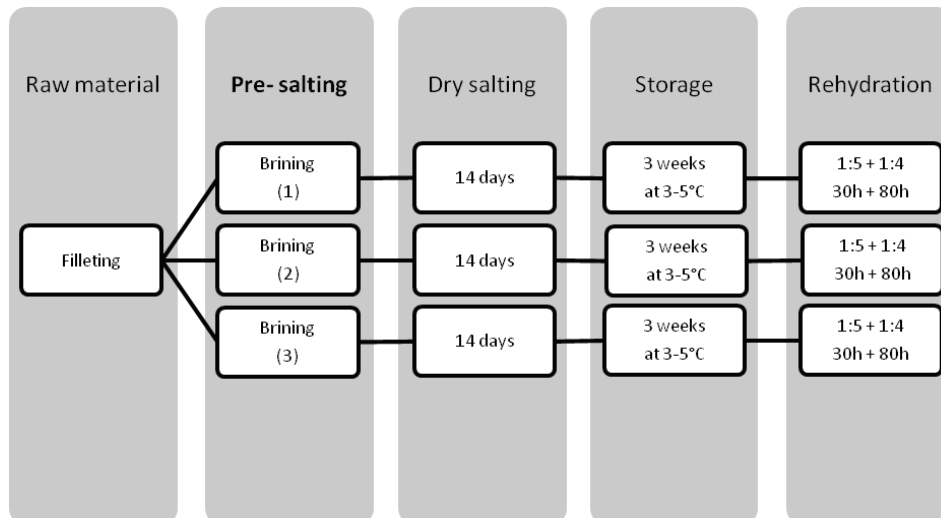 Raw material
Pre- salting
Dry salting
Storage
Rehydration
Filleting
Brining
(1)
14 days
3 weeks
at 3-5°C
1:5 + 1:4
30h + 80h
Brining
(2)
14 days
3 weeks
at 3-5°C
1:5 + 1:4
30h + 80h
Brining
(3)
14 days
3 weeks
at 3-5°C
1:5 + 1:4
30h + 80h